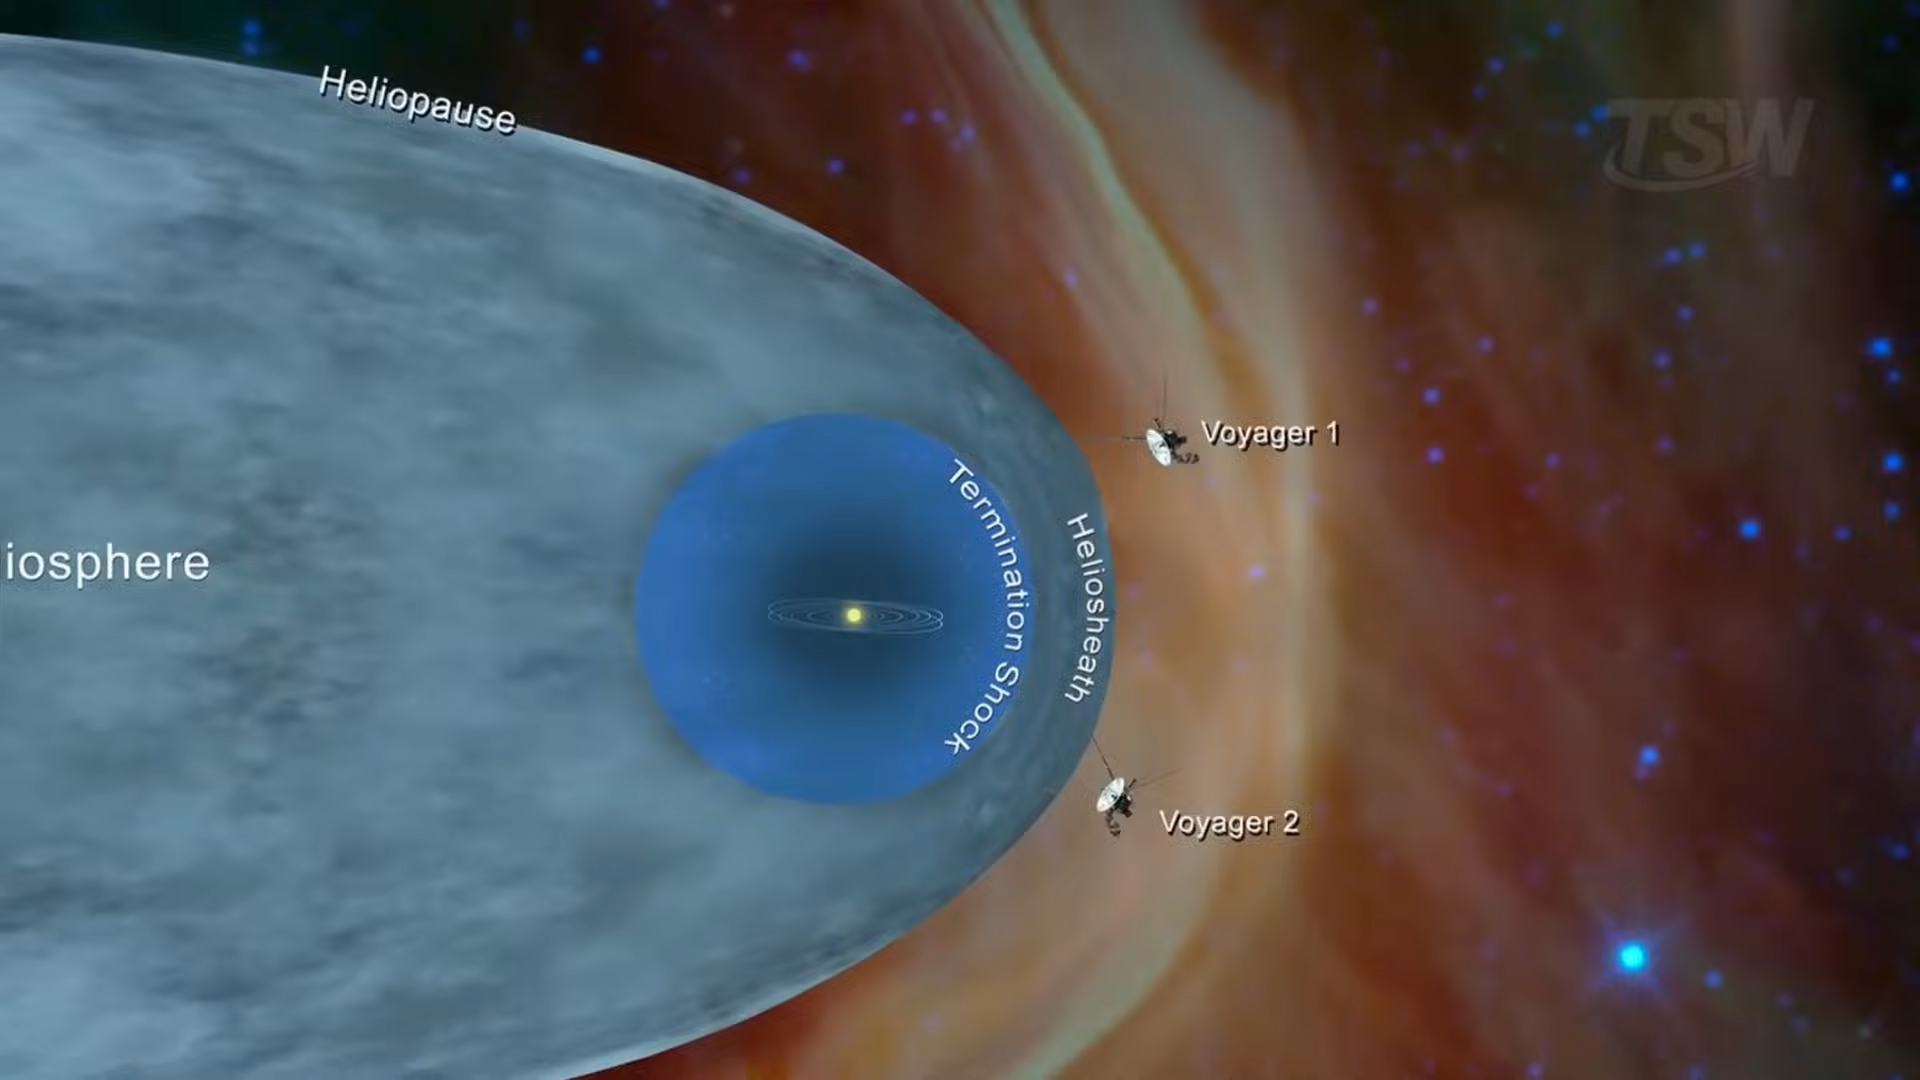 Heliopause
TSW
Voyager 1
Termination Shock
Heliosheath
iosphere
Voyager 2